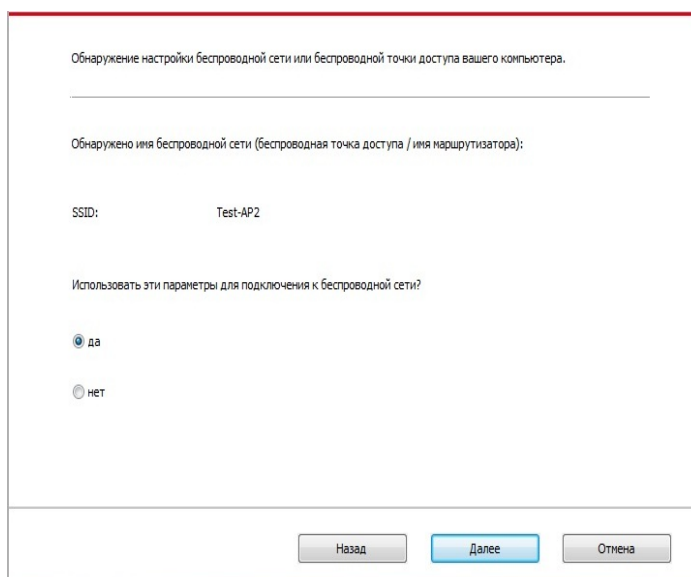 Обнаружение настройки беспроводной сети или беспроводной точки доступа вашего компьютера.
Обнаружено имя беспроводной сети (беспроводная точка доступа / имя маршрутизатора):
SSID: Test-AP2
Использовать эти параметры для подключения к беспроводной сети?
да
нет
Назад Далее Отмена